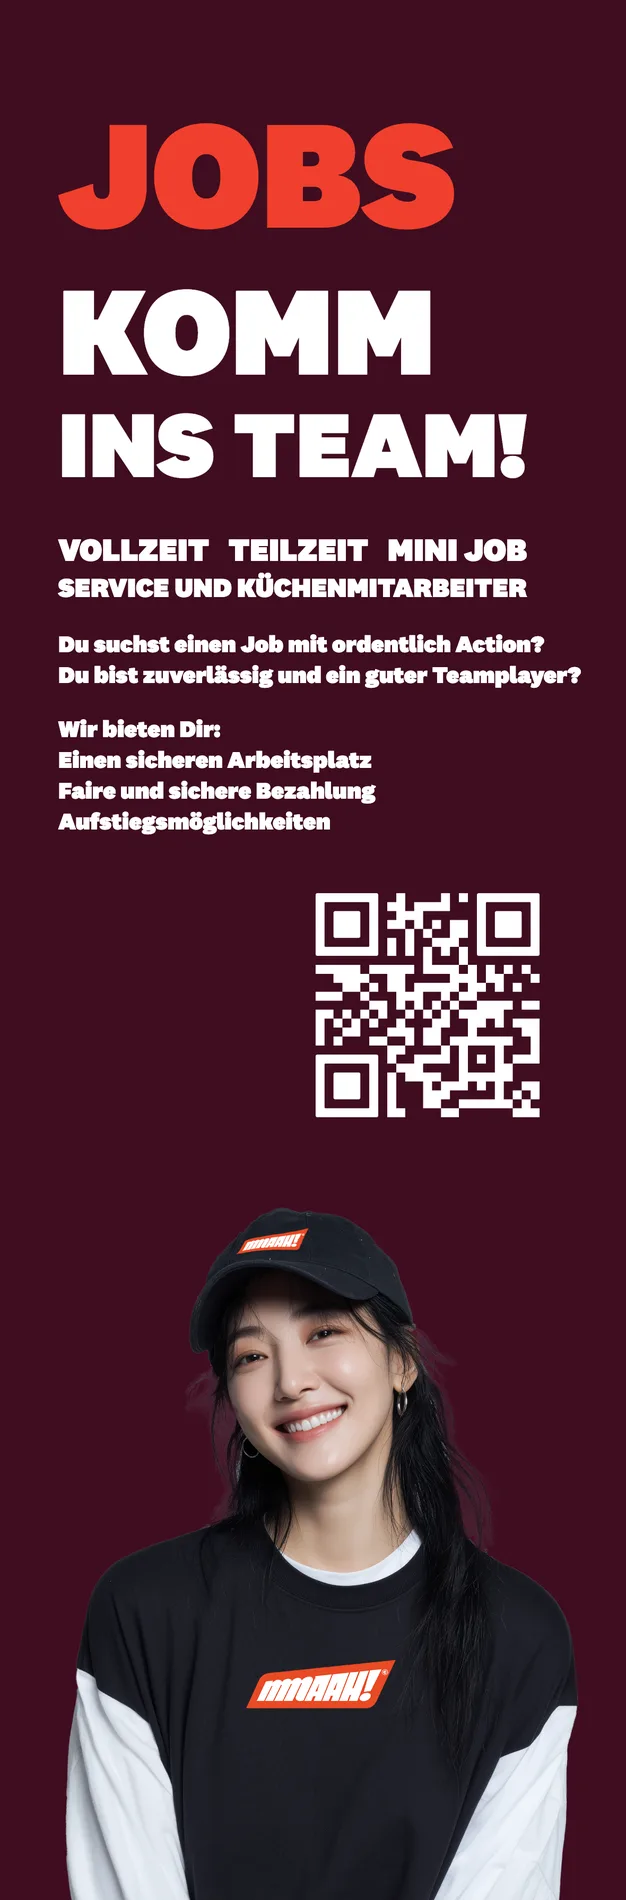 JOBS
KOMM
INS TEAM!
VOLLZEIT TEILZEIT MINI JOB
SERVICE UND KÜCHENMITARBEITER
Du suchst einen Job mit ordentlich Action?
Du bist zuverlässig und ein guter Teamplayer?
Wir bieten Dir:
Einen sicheren Arbeitsplatz
Faire und sichere Bezahlung
Aufstiegsmöglichkeiten
MMAAH!
MMAAH!®